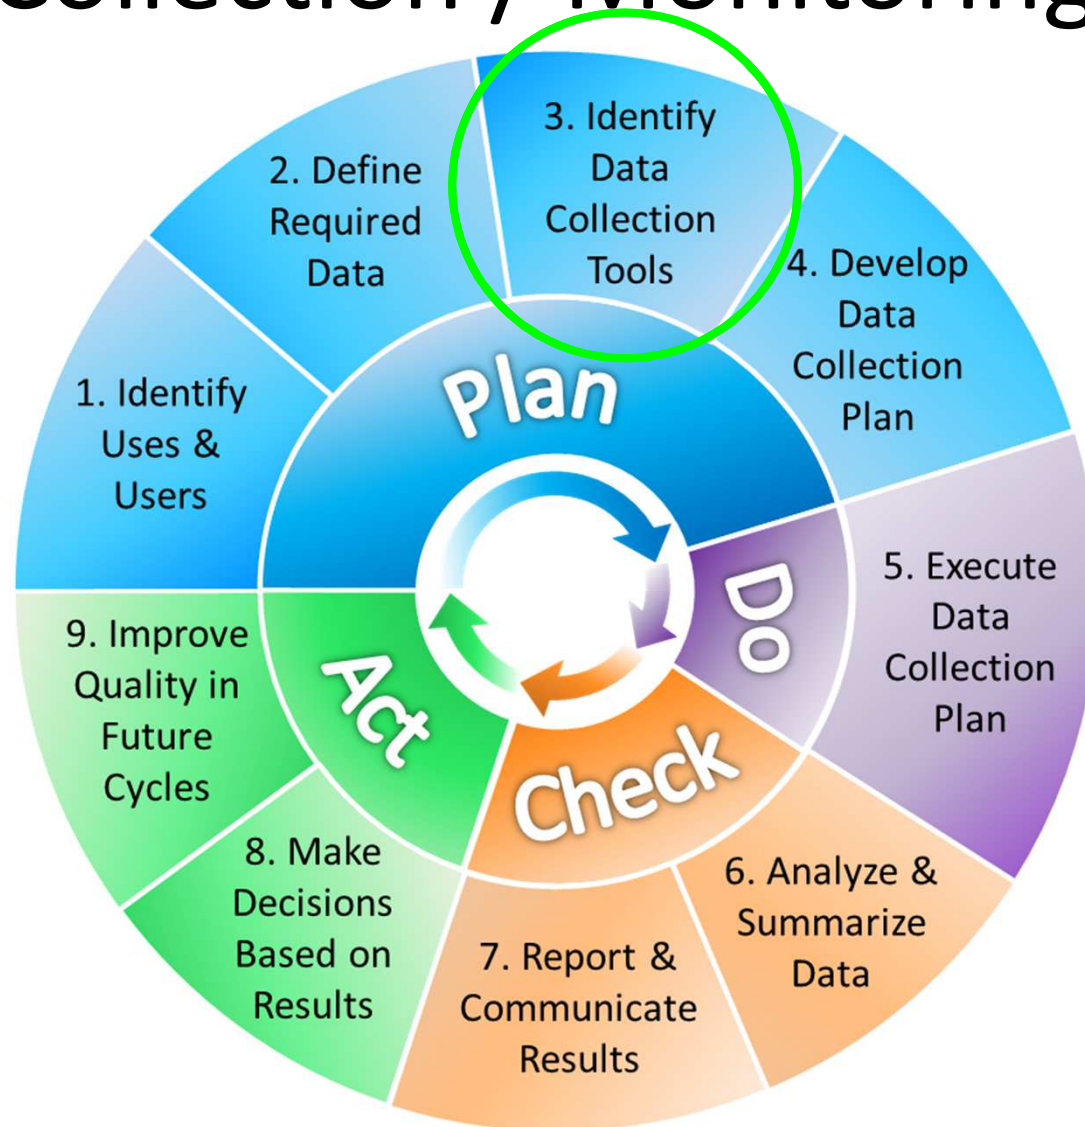 Collection / Monitoring
1. Identify
Uses &
Users
2. Define
Required
Data
3. Identify
Data
Collection
Tools
4. Develop
Data
Collection
Plan
5. Execute
Data
Collection
Plan
6. Analyze &
Summarize
Data
7. Report &
Communicate
Results
8. Make
Decisions
Based on
Results
9. Improve
Quality in
Future
Cycles
Plan
Do
Check
Act